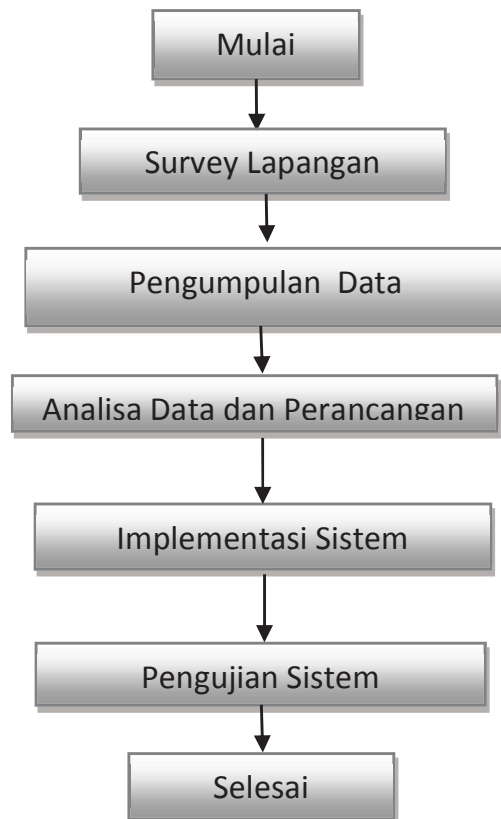 Mulai
Survey Lapangan
Pengumpulan Data
Analisa Data dan Perancangan
Implementasi Sistem
Pengujian Sistem
Selesai